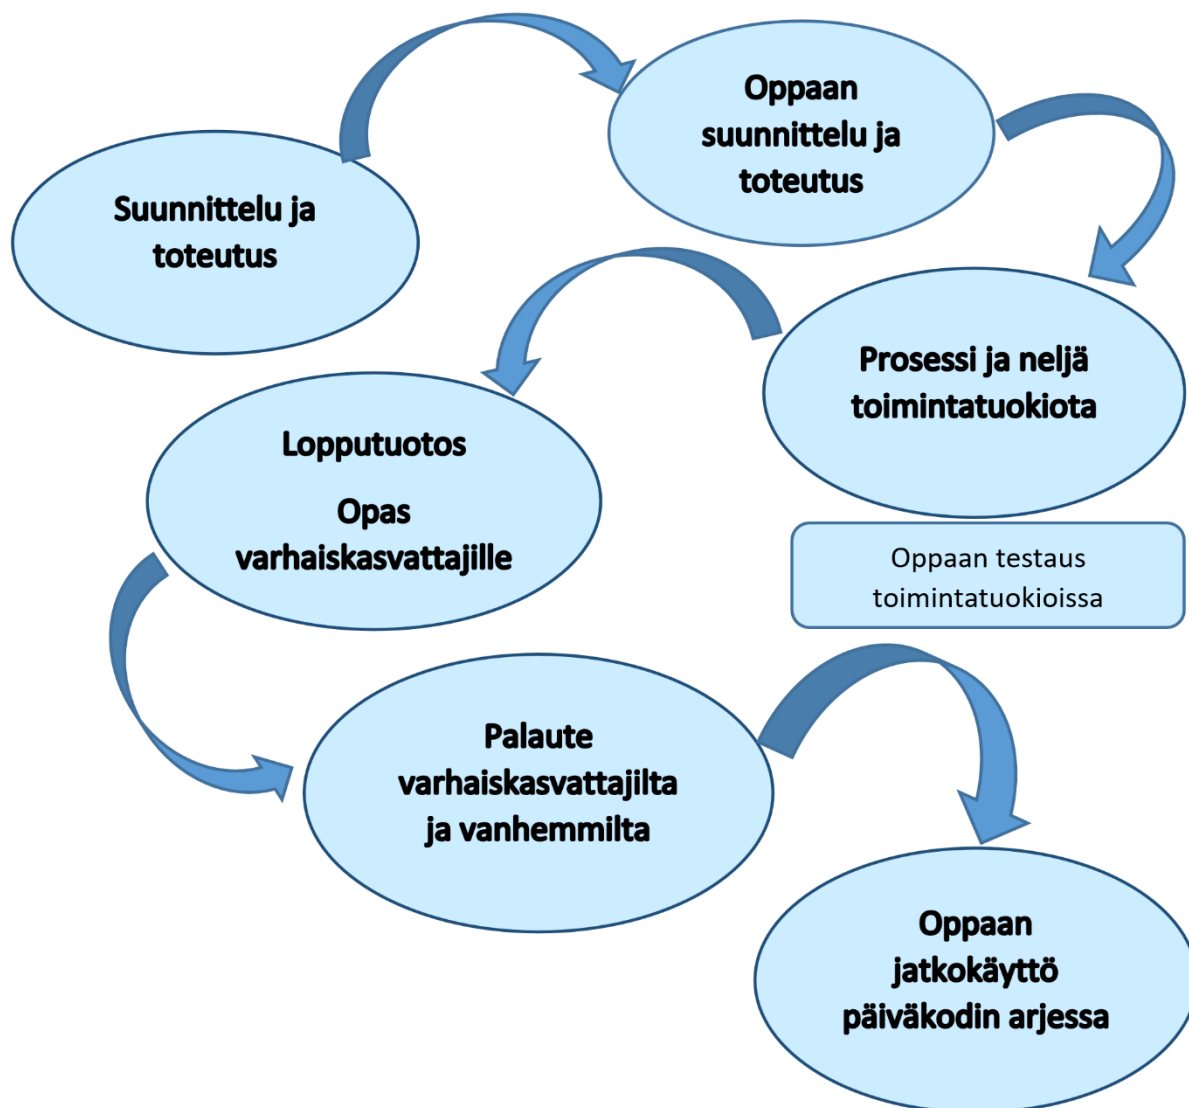 Suunnittelu ja
toteutus
Oppaan
suunnittelu ja
toteutus
Prosessi ja neljä
toimintatuokiota
Oppaan testaus
toimintatuokioissa
Lopputuotos
Opas
varhaiskasvattajille
Palaute
varhaiskasvattajilta
ja vanhemmilta
Oppaan
jatkokäyttö
päiväkodin arjessa